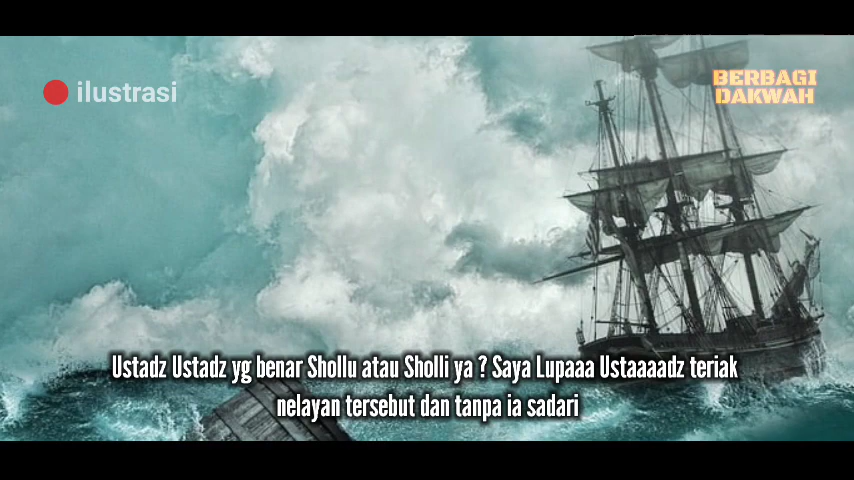 ilustrasi
BERBAGI
DAKWAH
Ustadz Ustadz yg benar Shollu atau Sholli ya ? Saya Lupaaa Ustaaaadz teriak
nelayan tersebut dan tanpa ia sadari